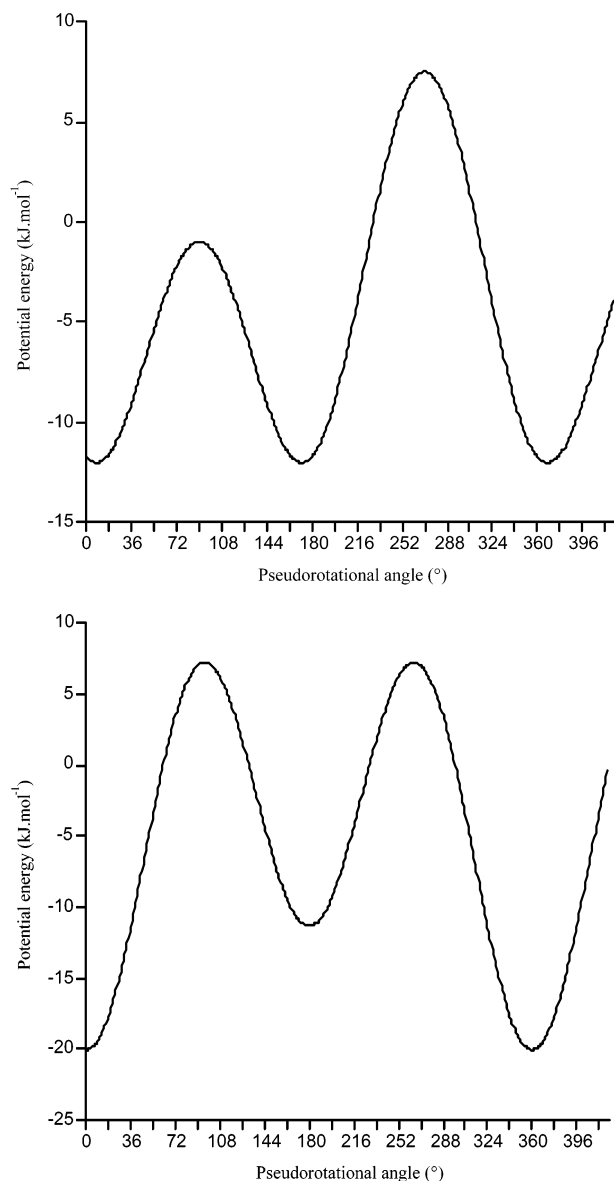 10
5
0
-5
-10
-15
Potential energy (kJ.mol-1)
0 36 72 108 144 180 216 252 288 324 360 396
Pseudorotational angle (°)
10
5
0
-5
-10
-15
-20
-25
Potential energy (kJ.mol-1)
0 36 72 108 144 180 216 252 288 324 360 396
Pseudorotational angle (°)